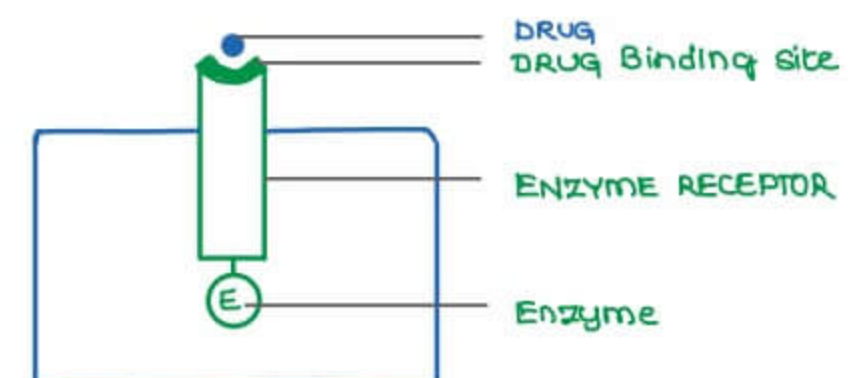 DRUG
DRUG Binding site
ENZYME RECEPTOR
E
Enzyme